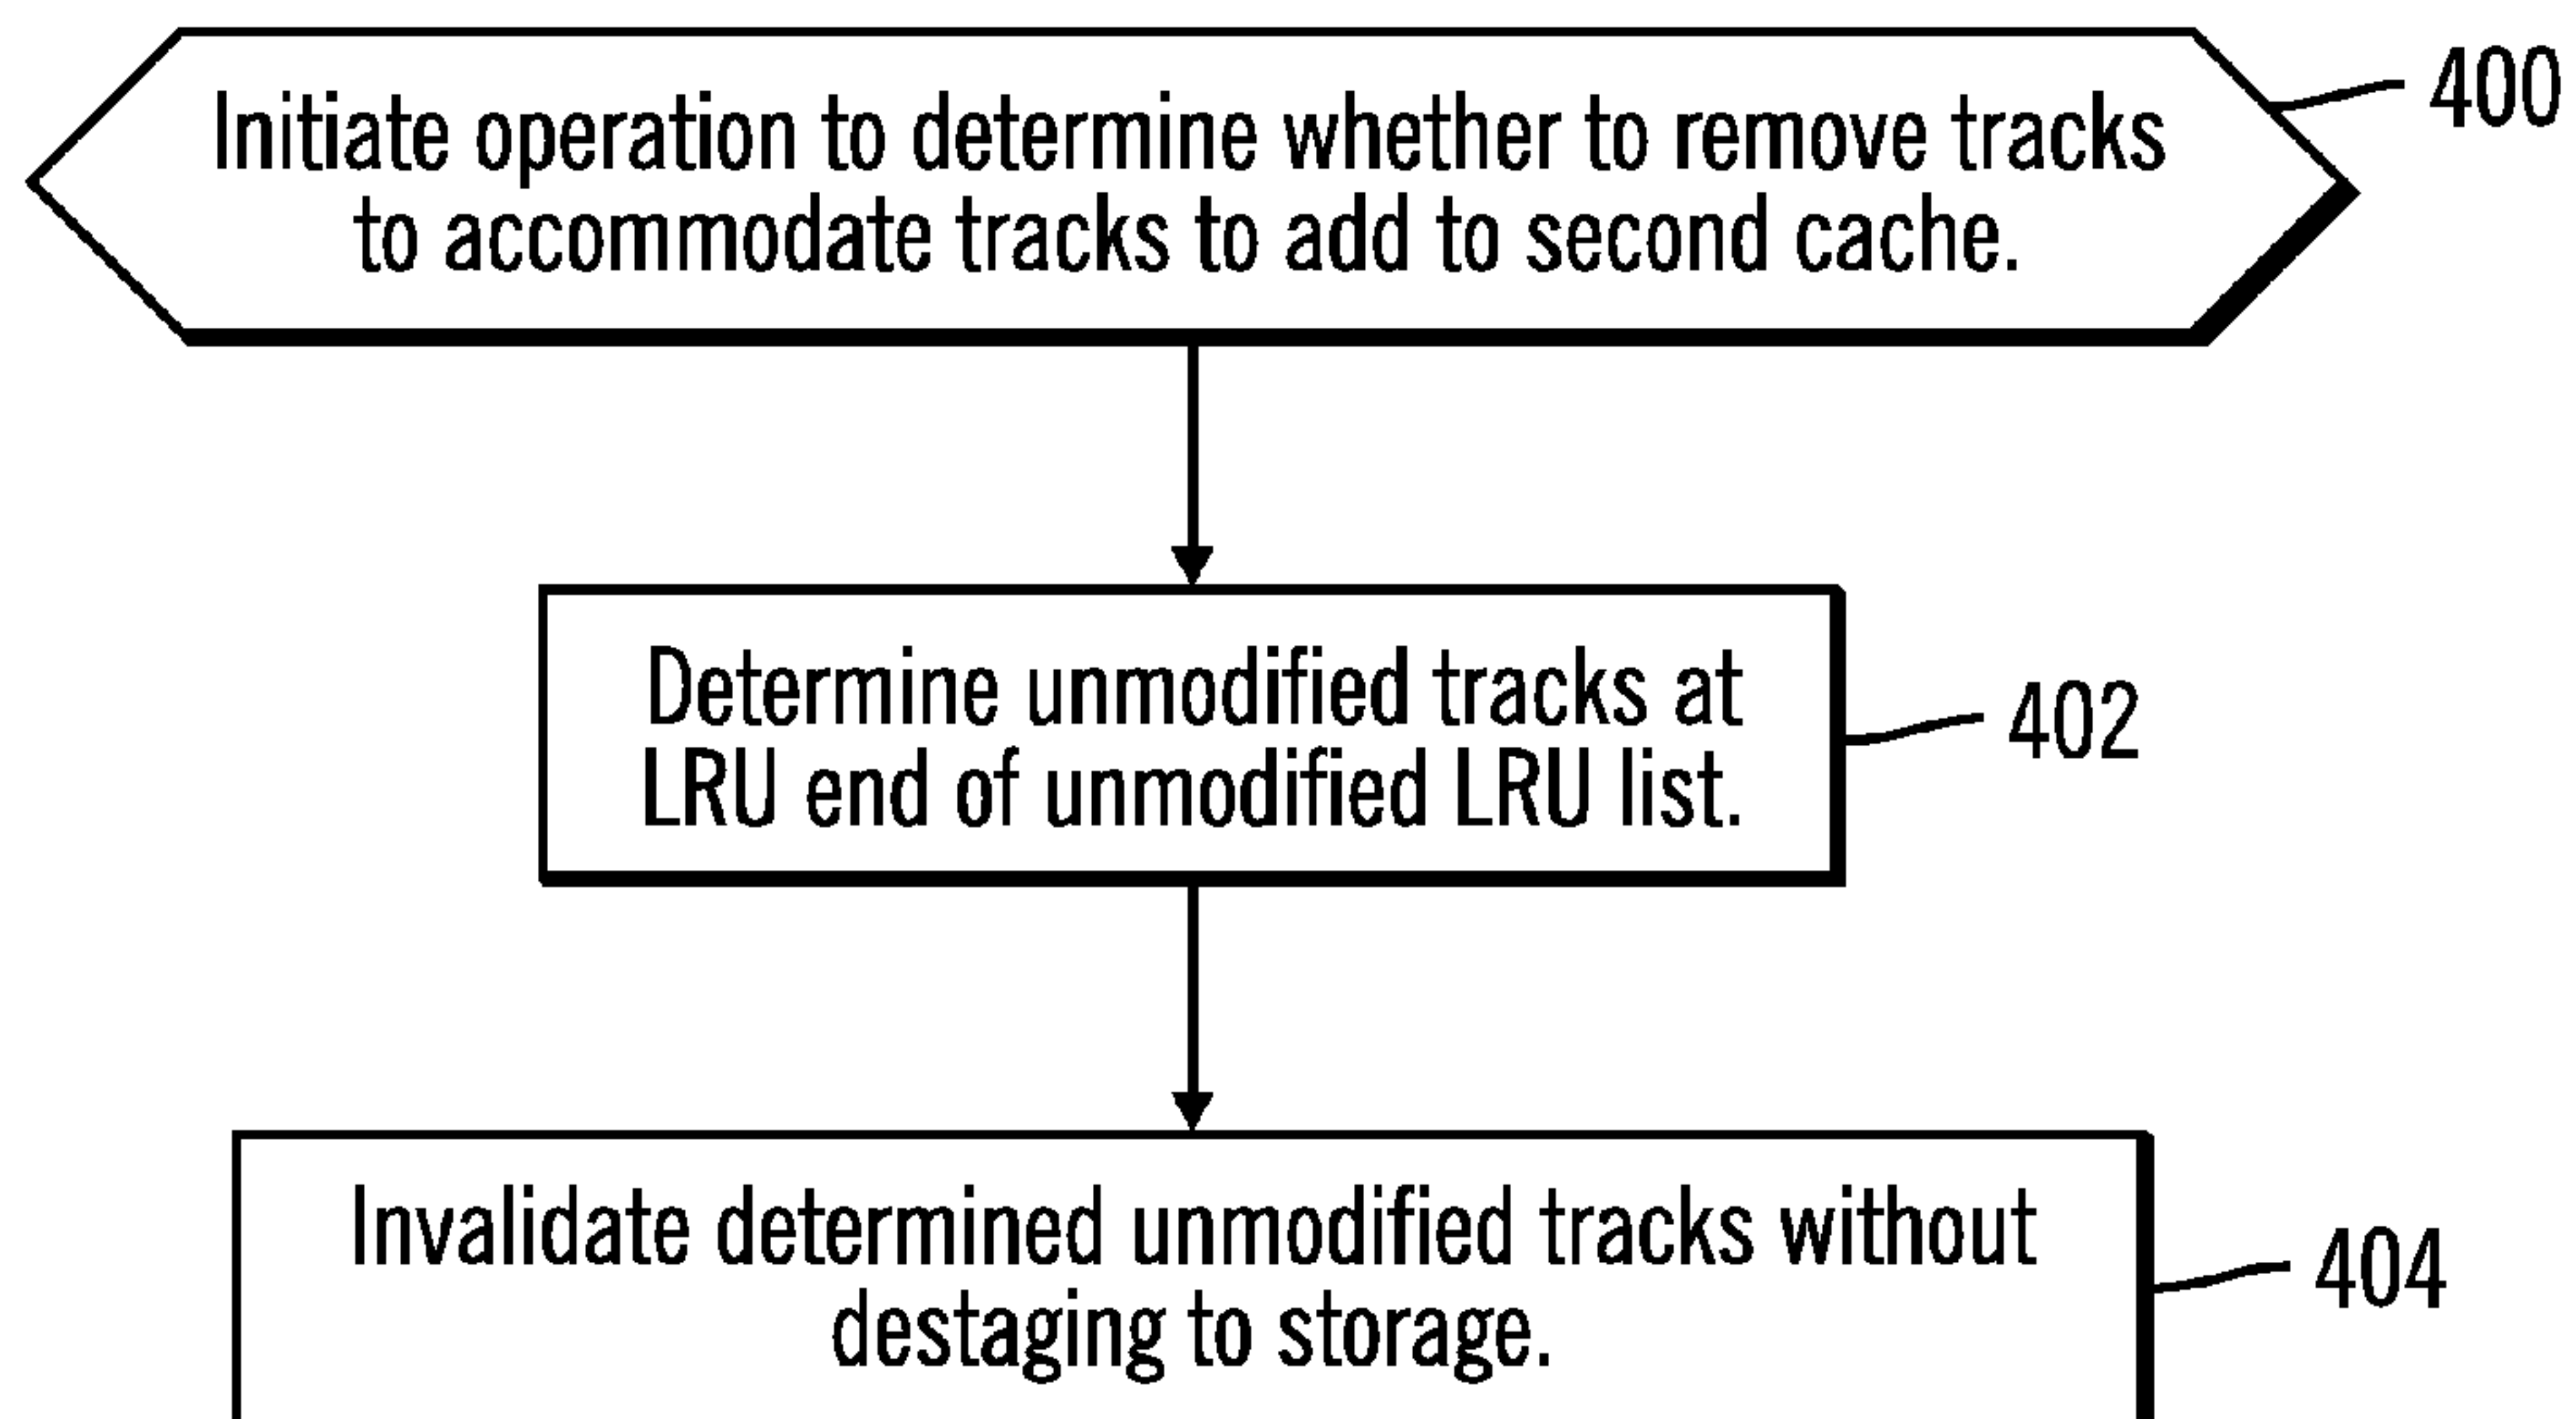 Initiate operation to determine whether to remove tracks
to accommodate tracks to add to second cache.
400
Determine unmodified tracks at
LRU end of unmodified LRU list.
402
Invalidate determined unmodified tracks without
destaging to storage.
404